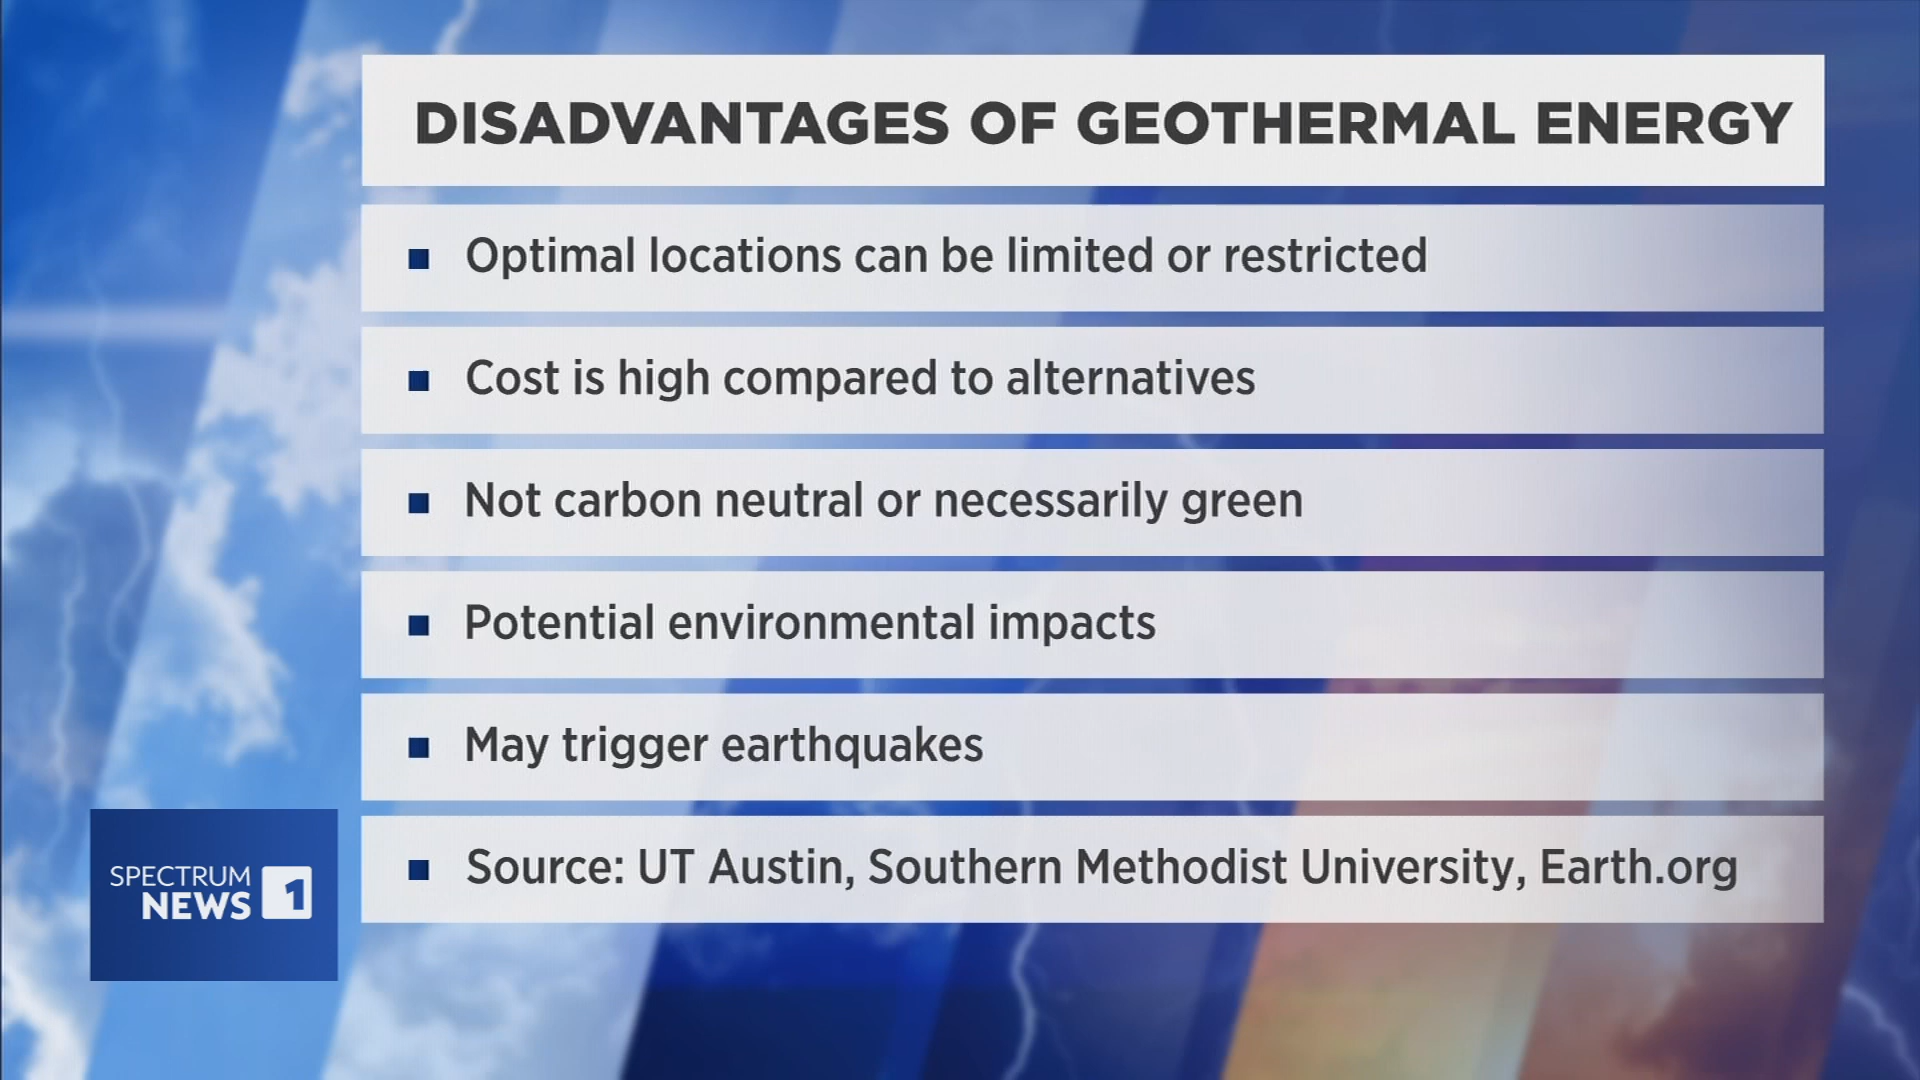 DISADVANTAGES OF GEOTHERMAL ENERGY
▪ Optimal locations can be limited or restricted
▪ Cost is high compared to alternatives
▪ Not carbon neutral or necessarily green
▪ Potential environmental impacts
▪ May trigger earthquakes
▪ Source: UT Austin, Southern Methodist University, Earth.org
SPECTRUM
NEWS 1